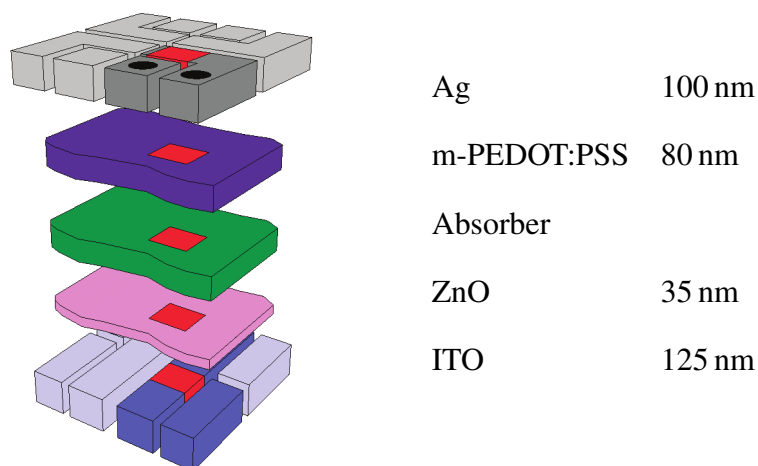 Ag 100 nm
m-PEDOT:PSS 80 nm
Absorber
ZnO 35 nm
ITO 125 nm